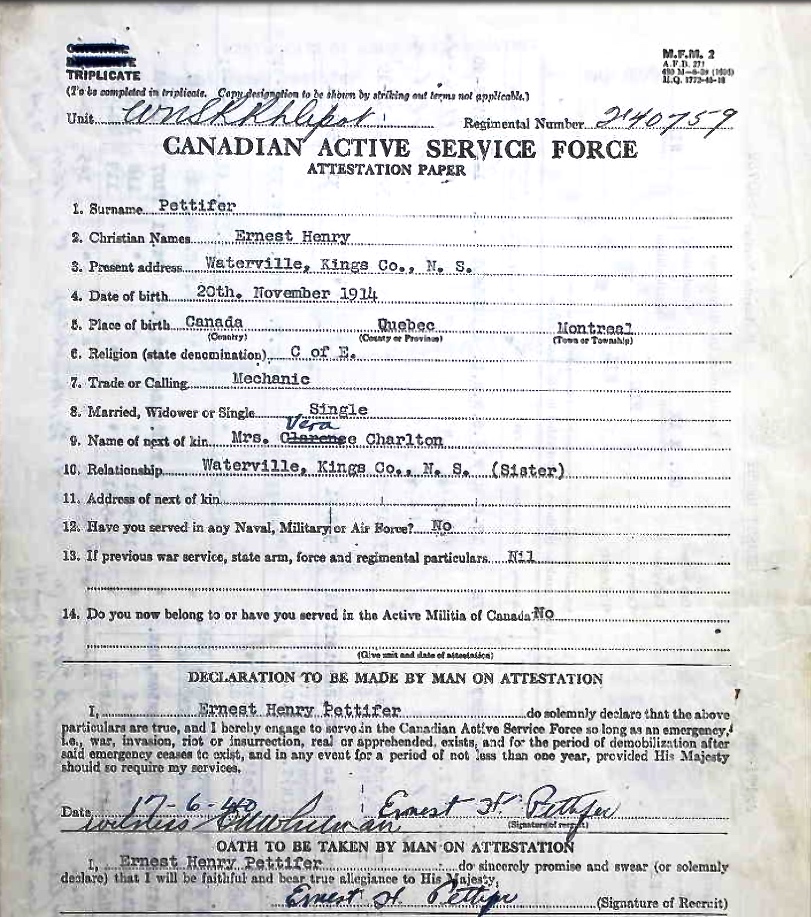 TRIPLICATE
M.F.M. 2
A.F.B. 271
(To be completed in triplicate. Copy designation to be shown by striking out terms not applicable.)
Unit Regimental Number
CANADIAN ACTIVE SERVICE FORCE
ATTESTATION PAPER
1. Surname Pettifer
2. Christian Names Ernest Henry
3. Present address Waterville, Kings Co., N. S.
4. Date of birth 20th. November 1914
5. Place of birth Canada Quebec Montreal
(Country) (County or Province) (Town or Township)
6. Religion (state denomination) C of E.
7. Trade or Calling Mechanic
8. Married, Widower or Single Single
Vera
9. Name of next of kin Mrs. Clarence Charlton
10. Relationship Waterville, Kings Co., N. S. (Sister)
11. Address of next of kin
12. Have you served in any Naval, Military or Air Force? No
13. If previous war service, state arm, force and regimental particulars. Nil
14. Do you now belong to or have you served in the Active Militia of Canada No
(Give unit and date of attestation)
DECLARATION TO BE MADE BY MAN ON ATTESTATION
I, Ernest Henry Pettifer do solemnly declare that the above
particulars are true, and I hereby engage to serve in the Canadian Active Service Force so long as an emergency,
i.e., war, invasion, riot or insurrection, real or apprehended, exists, and for the period of demobilization after
said emergency ceases to exist, and in any event for a period of not less than one year, provided His Majesty
should so require my services.
Date 17-6-40 Ernest H. Pettifer
witness (Signature of recruit)
OATH TO BE TAKEN BY MAN ON ATTESTATION
I, Ernest Henry Pettifer do sincerely promise and swear (or solemnly
declare) that I will be faithful and bear true allegiance to His Majesty.
Ernest H. Pettifer (Signature of Recruit)